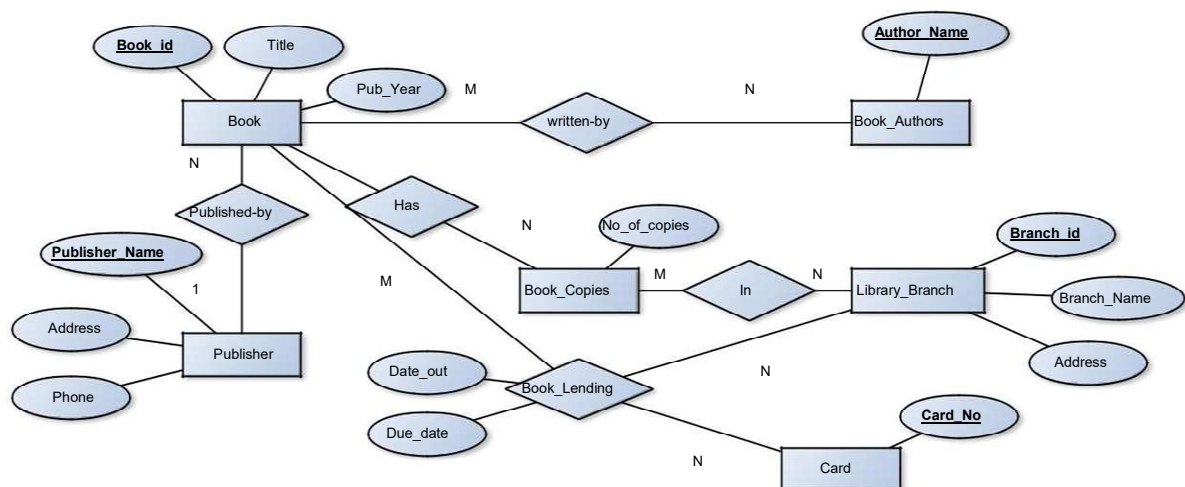 Author_Name
Book_id
Title
Pub_Year
M
N
Book
written-by
Book_Authors
N
Published-by
Has
N
No_of_copies
Branch_id
Publisher_Name
M
M
N
1
Book_Copies
In
Library_Branch
Branch_Name
Address
Publisher
Address
Date_out
Book_Lending
N
Phone
Due_date
Card_No
N
Card